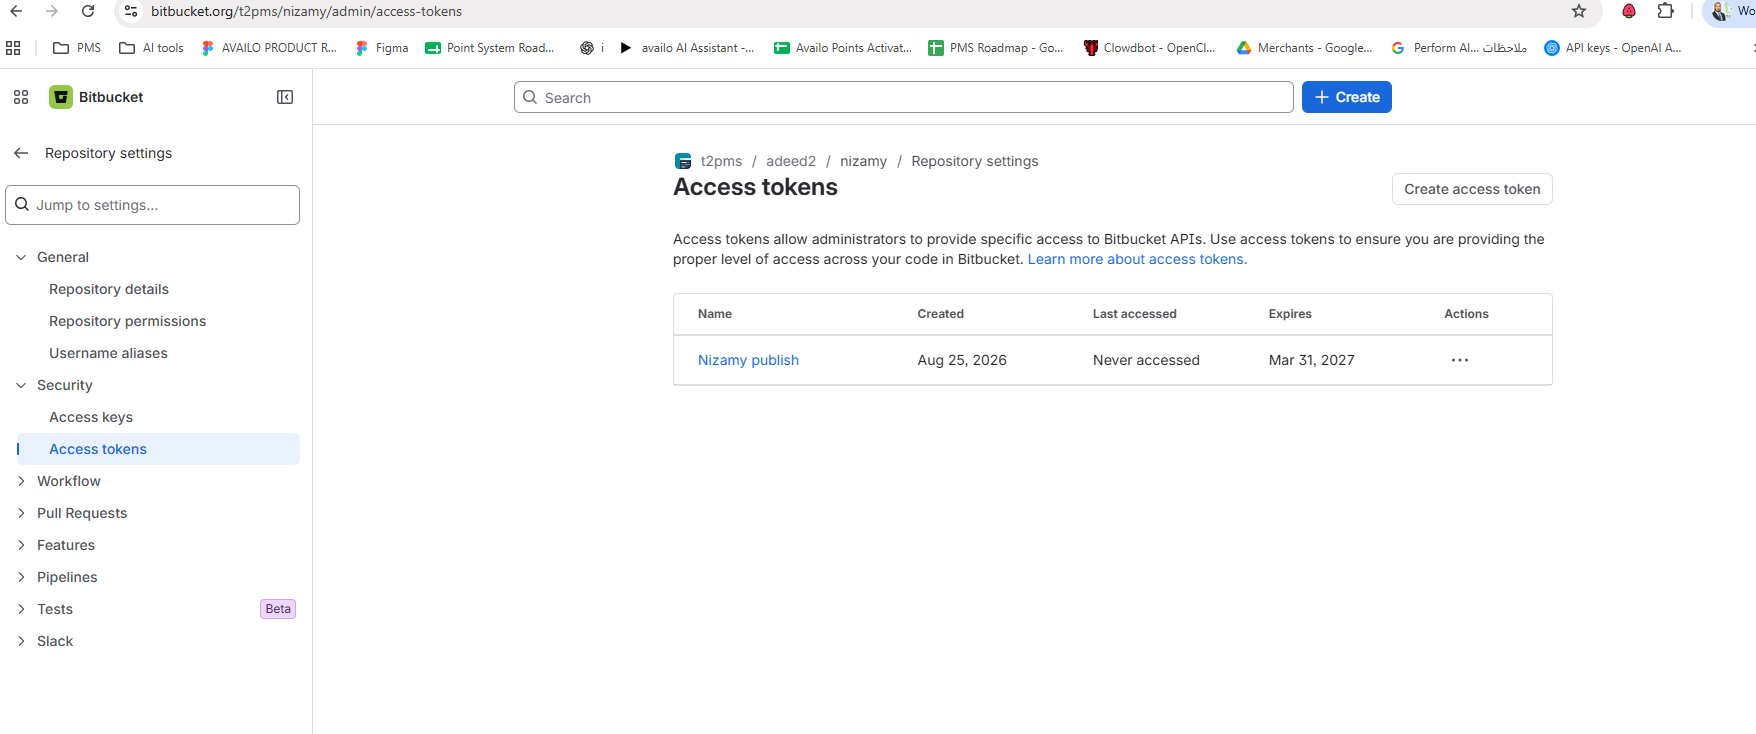 bitbucket.org/t2pms/nizamy/admin/access-tokens
PMS AI tools AVAILO PRODUCT R... Figma Point System Road... i availo AI Assistant -... Availo Points Activat... PMS Roadmap - Go... Clowdbot - OpenCl... Merchants - Google... Perform AI... ملاحظات API keys - OpenAI A...
Bitbucket
Search
Create
Repository settings
Jump to settings...
General
Repository details
Repository permissions
Username aliases
Security
Access keys
Access tokens
Workflow
Pull Requests
Features
Pipelines
Tests Beta
Slack
t2pms / adeed2 / nizamy / Repository settings
Access tokens
Create access token
Access tokens allow administrators to provide specific access to Bitbucket APIs. Use access tokens to ensure you are providing the
proper level of access across your code in Bitbucket. Learn more about access tokens.
Name Created Last accessed Expires Actions
Nizamy publish Aug 25, 2026 Never accessed Mar 31, 2027